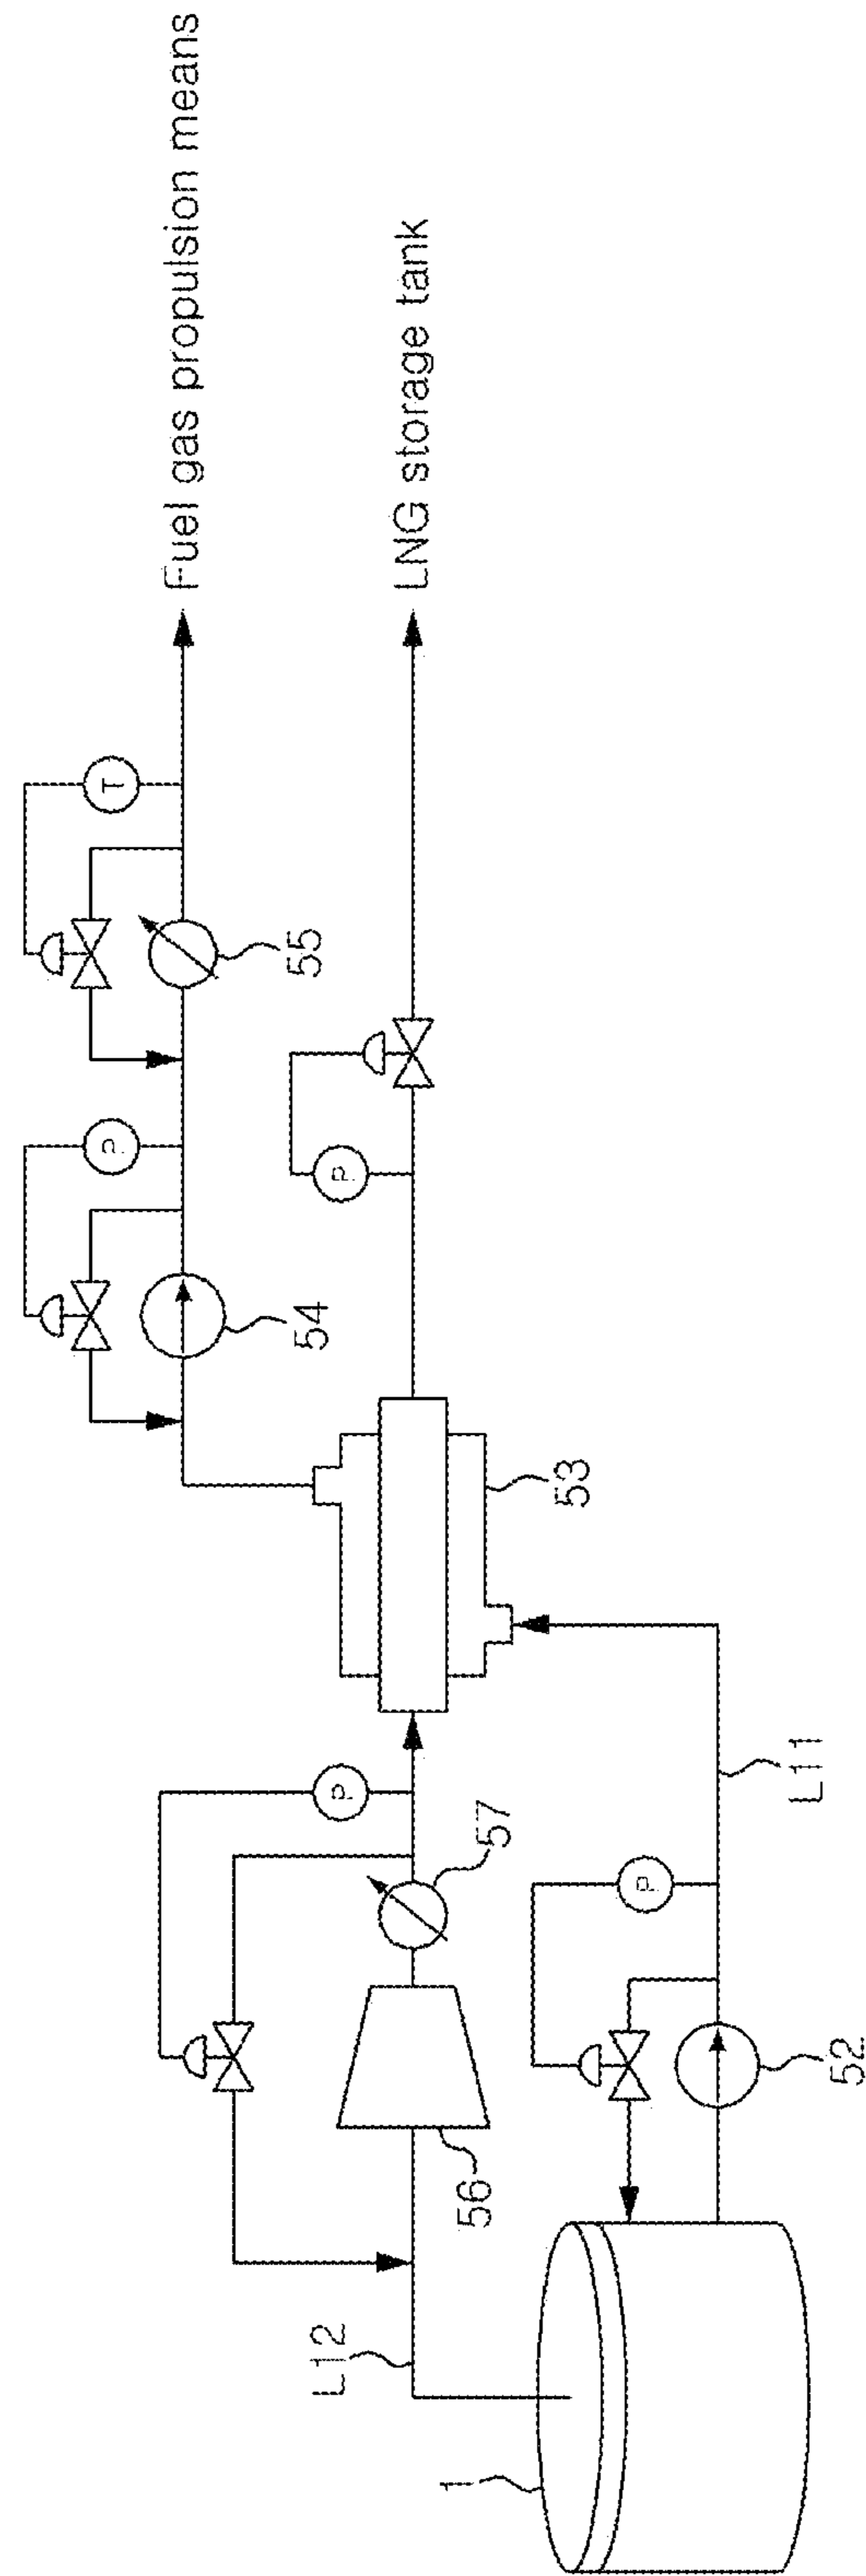 P
T
Fuel gas propulsion means
54
55
L12
P
P
LNG storage tank
1
56
57
53
P
L11
52